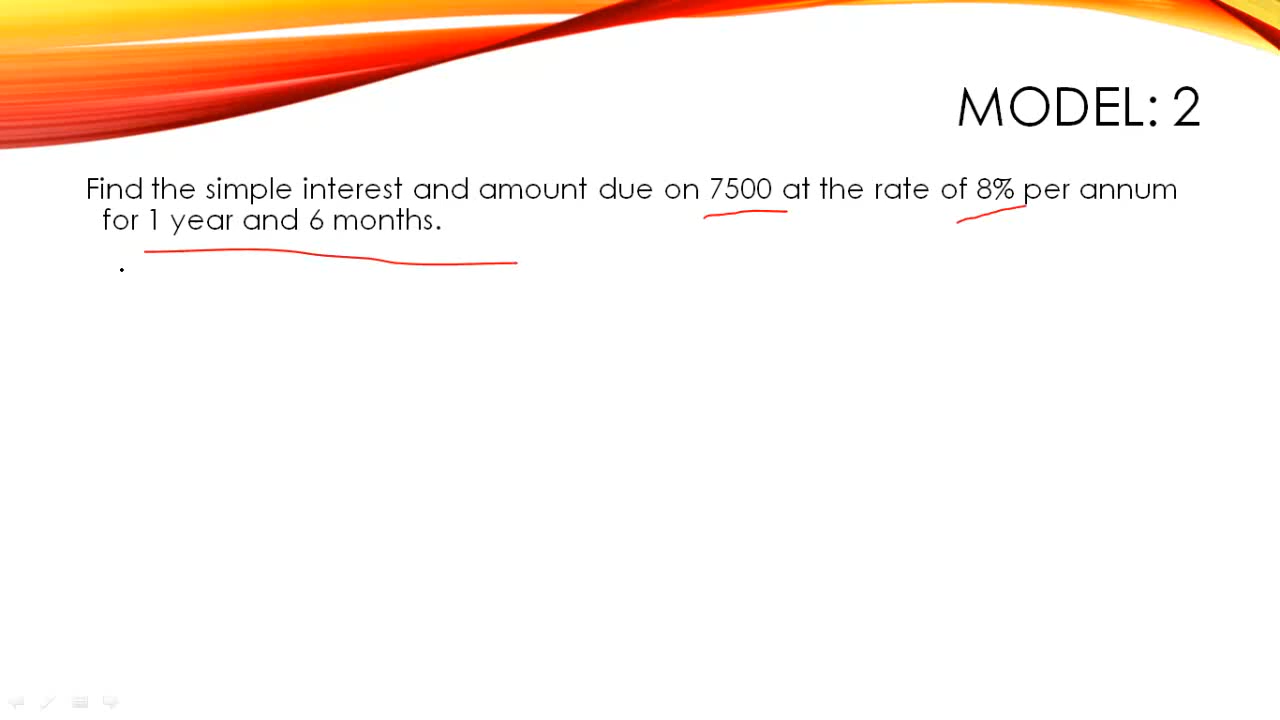 MODEL: 2
Find the simple interest and amount due on 7500 at the rate of 8% per annum
for 1 year and 6 months.